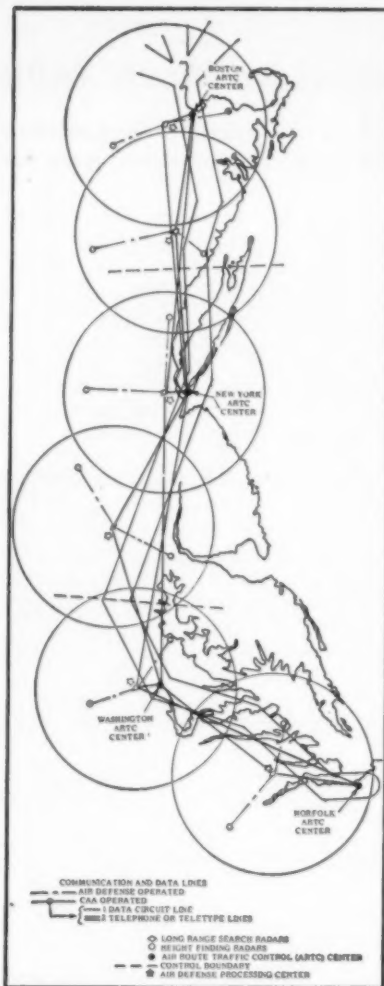 BOSTON
ARTC
CENTER
NEW YORK
ARTC
CENTER
WASHINGTON
ARTC
CENTER
NORFOLK
ARTC
CENTER
COMMUNICATION AND DATA LINES
AIR DEFENSE OPERATED
CAA OPERATED
1 DATA CIRCUIT LINE
2 TELEPHONE OR TELETYPE LINES
LONG RANGE SEARCH RADARS
HEIGHT FINDING RADARS
AIR ROUTE TRAFFIC CONTROL (ARTC) CENTER
CONTROL BOUNDARY
AIR DEFENSE PROCESSING CENTER